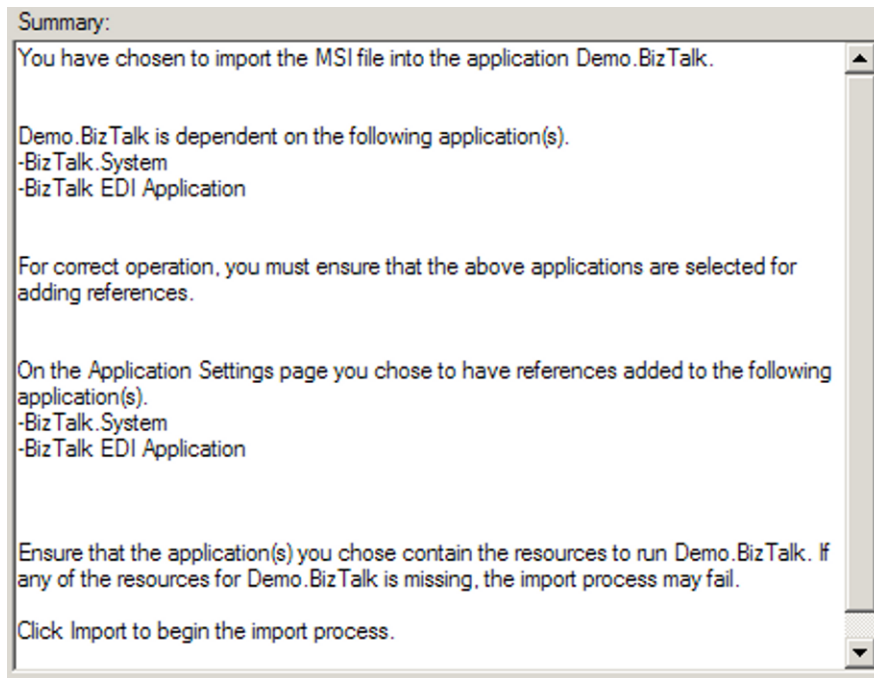 Summary:
You have chosen to import the MSI file into the application Demo.BizTalk.
Demo.BizTalk is dependent on the following application(s).
-BizTalk.System
-BizTalk EDI Application
For correct operation, you must ensure that the above applications are selected for
adding references.
On the Application Settings page you chose to have references added to the following
application(s).
-BizTalk.System
-BizTalk EDI Application
Ensure that the application(s) you chose contain the resources to run Demo.BizTalk. If
any of the resources for Demo.BizTalk is missing, the import process may fail.
Click Import to begin the import process.